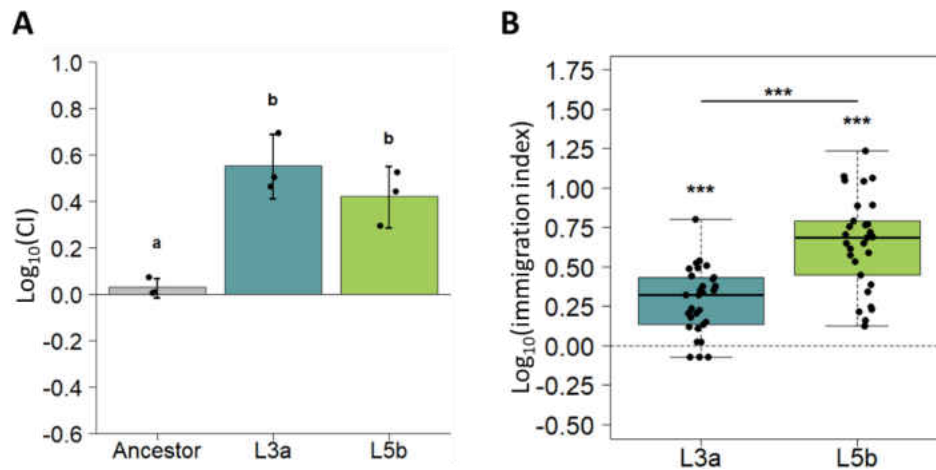 A
Log₁₀(CI)
1.0
0.8
0.6
0.4
0.2
0.0
-0.2
-0.4
-0.6
a
b
b
Ancestor L3a L5b
B
Log₁₀(immigration index)
1.75
1.50
1.25
1.00
0.75
0.50
0.25
0.00
-0.25
-0.50
***
***
***
L3a L5b